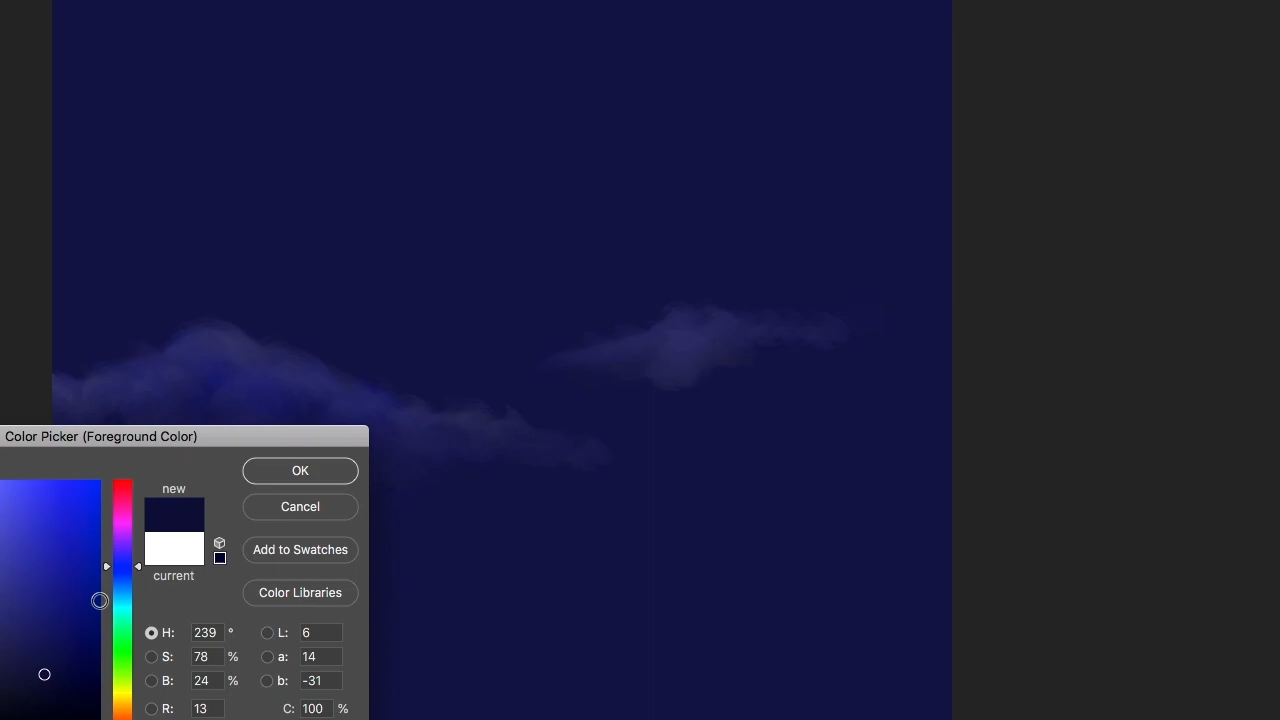 Color Picker (Foreground Color)
new
OK
Cancel
Add to Swatches
current
Color Libraries
H: 239 ° L: 6
S: 78 % a: 14
B: 24 % b: -31
R: 13 C: 100 %